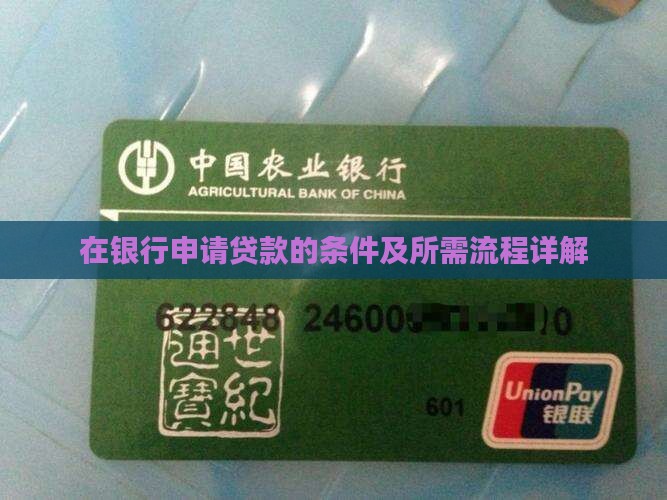 中国农业银行
AGRICULTURAL BANK OF CHINA
在银行申请贷款的条件及所需流程详解
622848 24600 0
世紀
通寶
601
UnionPay
银联